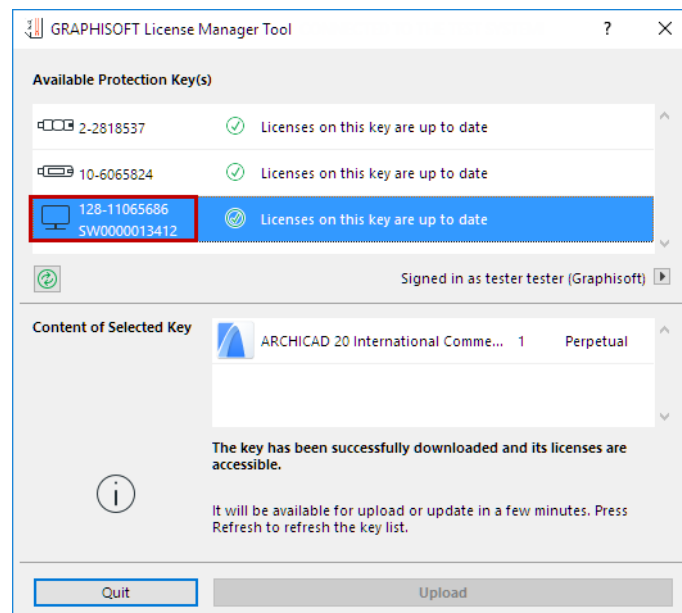 GRAPHISOFT License Manager Tool ?
Available Protection Key(s)
2-2818537 Licenses on this key are up to date
10-6065824 Licenses on this key are up to date
128-11065686
SW0000013412
Licenses on this key are up to date
Signed in as tester tester (Graphisoft)
Content of Selected Key
ARCHICAD 20 International Comme... 1 Perpetual
The key has been successfully downloaded and its licenses are
accessible.
It will be available for upload or update in a few minutes. Press
Refresh to refresh the key list.
Quit Upload